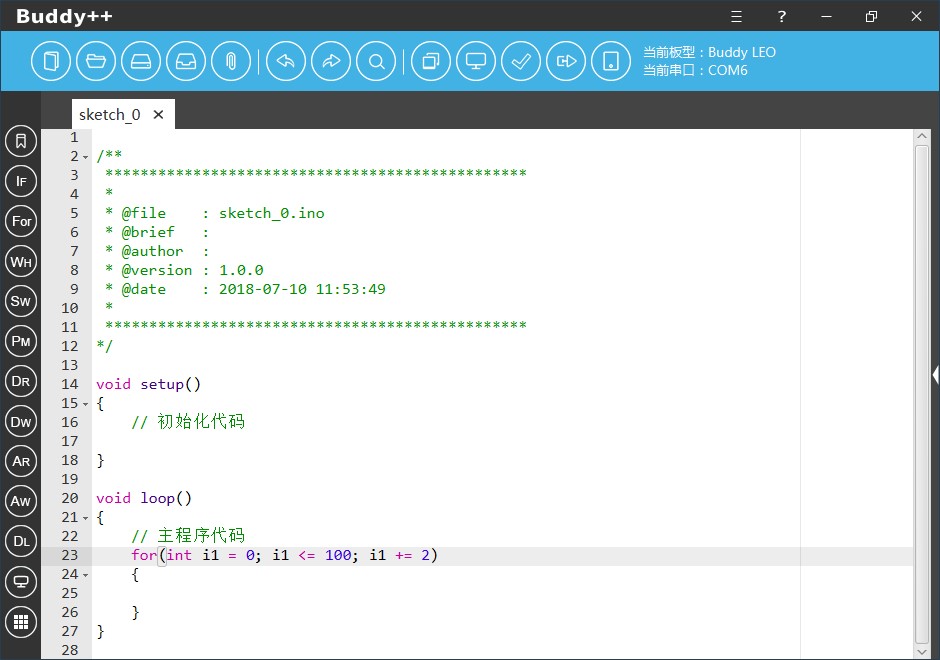 Buddy++
?
当前板型：Buddy LEO
当前串口：COM6
sketch_0 ×
IF
For
WH
SW
PM
DR
DW
AR
AW
DL
1
2 /**
3 ************************************************
4 *
5 * @file    : sketch_0.ino
6 * @brief   :
7 * @author  :
8 * @version : 1.0.0
9 * @date    : 2018-07-10 11:53:49
10 *
11 ************************************************
12 */
13
14 void setup()
15 {
16     // 初始化代码
17
18 }
19
20 void loop()
21 {
22     // 主程序代码
23     for(int i1 = 0; i1 <= 100; i1 += 2)
24     {
25
26     }
27 }
28